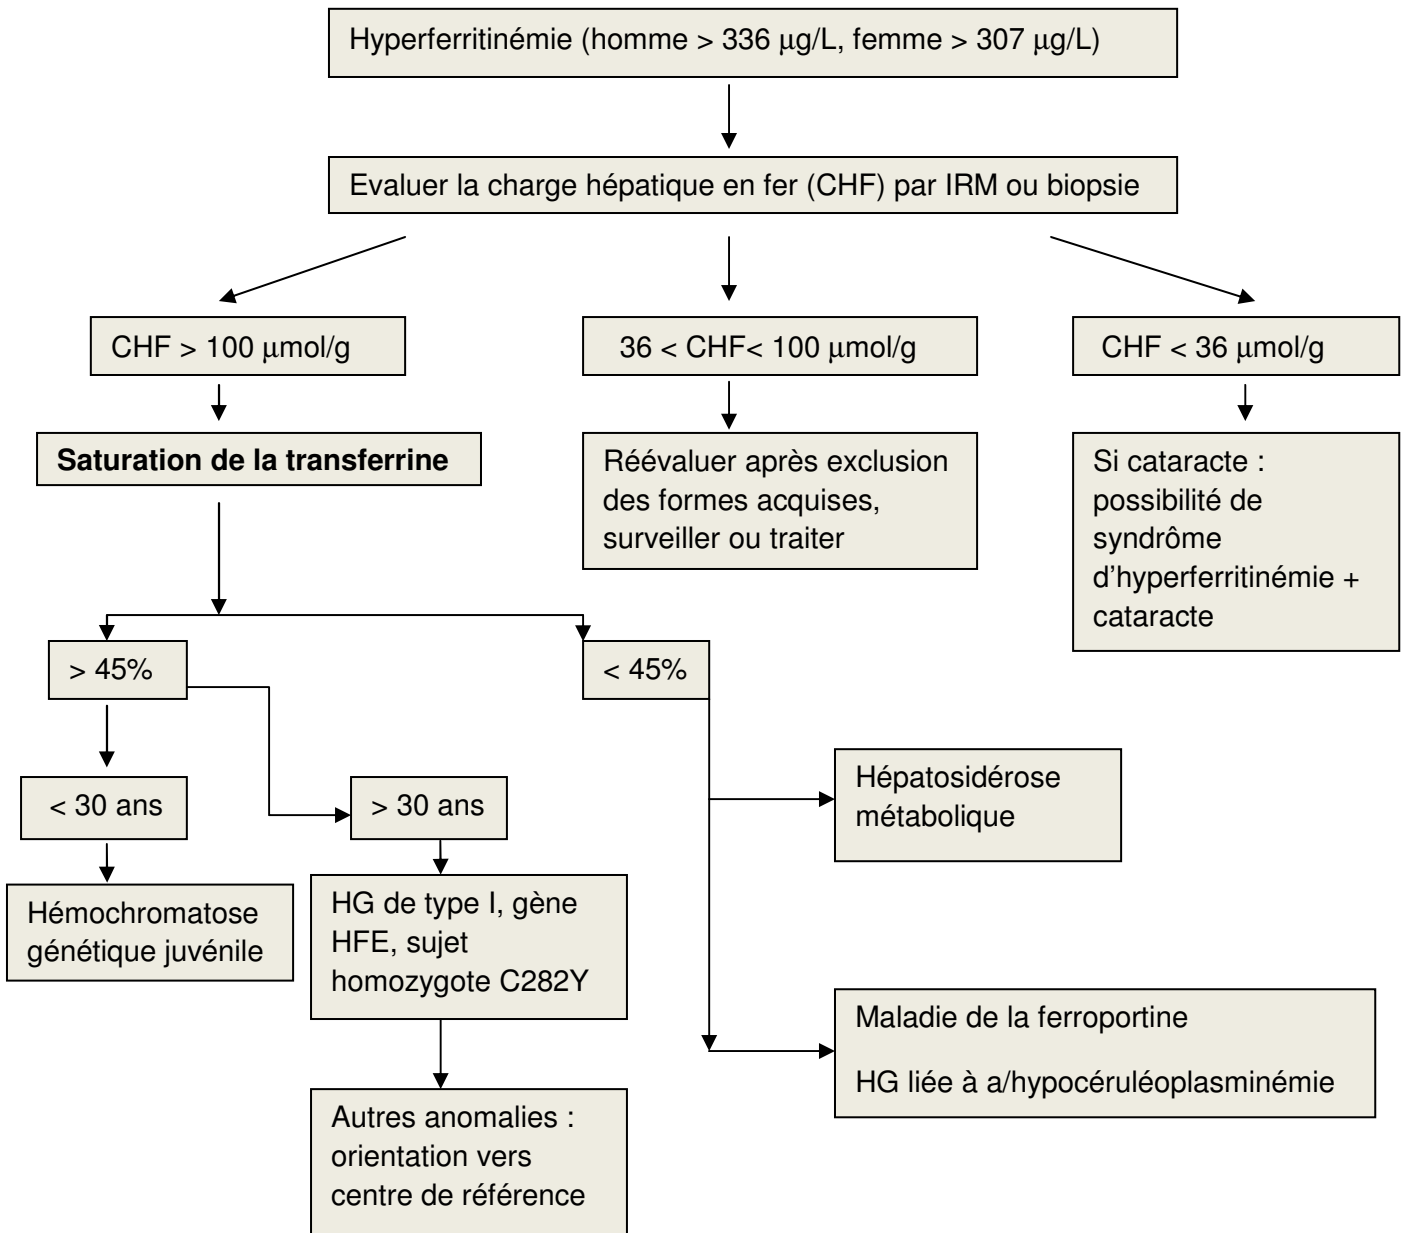 Hyperferritinémie (homme > 336 µg/L, femme > 307 µg/L)
Evaluer la charge hépatique en fer (CHF) par IRM ou biopsie
CHF > 100 µmol/g
36 < CHF< 100 µmol/g
CHF < 36 µmol/g
Saturation de la transferrine
Réévaluer après exclusion
des formes acquises,
surveiller ou traiter
Si cataracte :
possibilité de
syndrôme
d'hyperferritinémie +
cataracte
> 45%
< 45%
< 30 ans
> 30 ans
Hépatosidérose
métabolique
Hémochromatose
génétique juvénile
HG de type I, gène
HFE, sujet
homozygote C282Y
Maladie de la ferroportine
HG liée à a/hypocéruléoplasminémie
Autres anomalies :
orientation vers
centre de référence